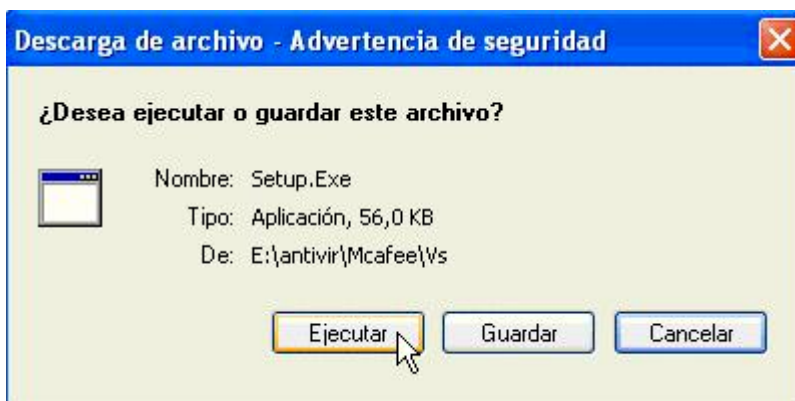 Descarga de archivo - Advertencia de seguridad
¿Desea ejecutar o guardar este archivo?
Nombre: Setup.Exe
Tipo: Aplicación, 56,0 KB
De: E:\antivir\Mcafee\Vs
Ejecutar Guardar Cancelar